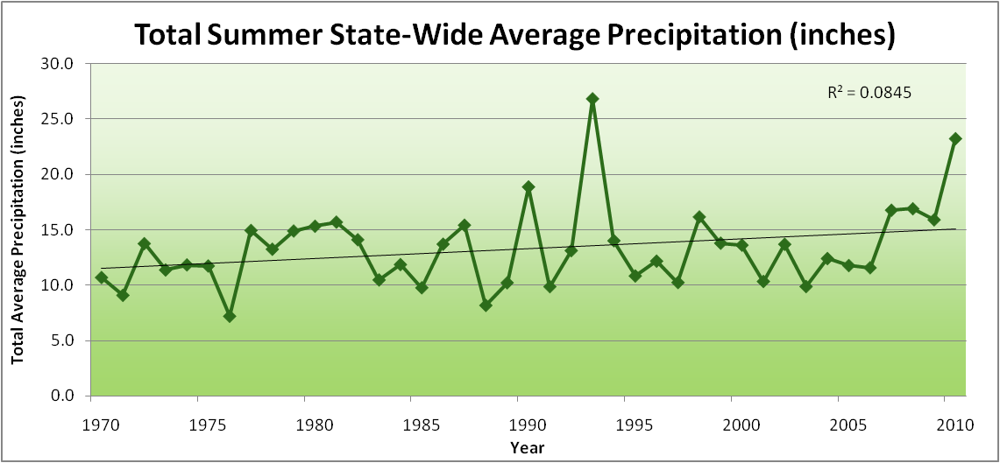 Total Summer State-Wide Average Precipitation (inches)
R² = 0.0845
Total Average Precipitation (inches)
30.0
25.0
20.0
15.0
10.0
5.0
0.0
1970 1975 1980 1985 1990 1995 2000 2005 2010
Year